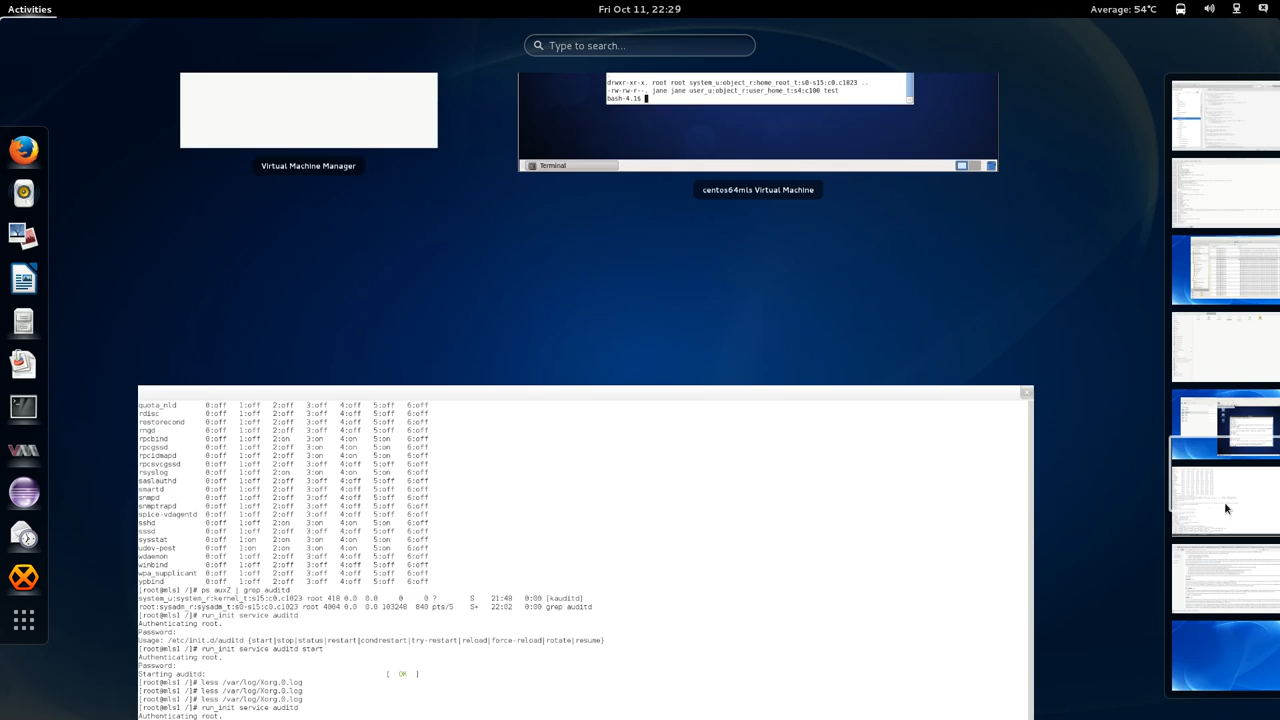 Activities
Fri Oct 11, 22:29
Average: 54°C
Type to search...
drwxr-xr-x. root root system_u:object_r:home_root_t:s0-s15:c0.c1023 ..
-rw-rw-r--. jane jane user_u:object_r:user_home_t:s4:c100 test
bash-4.1$
Terminal
Virtual Machine Manager
centos64mls Virtual Machine
quota_nld 0:off 1:off 2:off 3:off 4:off 5:off 6:off
rdisc 0:off 1:off 2:off 3:off 4:off 5:off 6:off
restorecond 0:off 1:off 2:off 3:off 4:off 5:off 6:off
rngd 0:off 1:off 2:off 3:off 4:off 5:off 6:off
rpcbind 0:off 1:off 2:on 3:on 4:on 5:on 6:off
rpcgssd 0:off 1:off 2:off 3:on 4:on 5:on 6:off
rpcidmapd 0:off 1:off 2:off 3:on 4:on 5:on 6:off
rpcsvcgssd 0:off 1:off 2:off 3:off 4:off 5:off 6:off
rsyslog 0:off 1:off 2:on 3:on 4:on 5:on 6:off
saslauthd 0:off 1:off 2:off 3:off 4:off 5:off 6:off
smartd 0:off 1:off 2:off 3:off 4:off 5:off 6:off
snmpd 0:off 1:off 2:off 3:off 4:off 5:off 6:off
snmptrapd 0:off 1:off 2:off 3:off 4:off 5:off 6:off
spice-vdagentd 0:off 1:off 2:off 3:off 4:off 5:on 6:off
sshd 0:off 1:off 2:on 3:on 4:on 5:on 6:off
sssd 0:off 1:off 2:off 3:off 4:off 5:off 6:off
sysstat 0:off 1:on 2:on 3:on 4:on 5:on 6:off
udev-post 0:off 1:on 2:on 3:on 4:on 5:on 6:off
wdaemon 0:off 1:off 2:off 3:off 4:off 5:off 6:off
winbind 0:off 1:off 2:off 3:off 4:off 5:off 6:off
wpa_supplicant 0:off 1:off 2:off 3:off 4:off 5:off 6:off
ypbind 0:off 1:off 2:off 3:off 4:off 5:off 6:off
[root@mls1 /]# ps auxZ | grep auditd
system_u:system_r:kernel_t:s0-s15:c0.c1023 root 410 0.0 0.0 0 0 ? S 21:48 0:00 [kauditd]
root:sysadm_r:sysadm_t:s0-s15:c0.c1023 root 4004 0.0 0.0 103248 840 pts/5 S+ 22:02 0:00 grep auditd
[root@mls1 /]# run_init service auditd
Authenticating root.
Password:
Usage: /etc/init.d/auditd {start|stop|status|restart|condrestart|try-restart|reload|force-reload|rotate|resume}
[root@mls1 /]# run_init service auditd start
Authenticating root.
Password:
Starting auditd: [ OK ]
[root@mls1 /]# less /var/log/Xorg.0.log
[root@mls1 /]# less /var/log/Xorg.0.log
[root@mls1 /]# less /var/log/Xorg.0.log
[root@mls1 /]# run_init service auditd
Authenticating root.